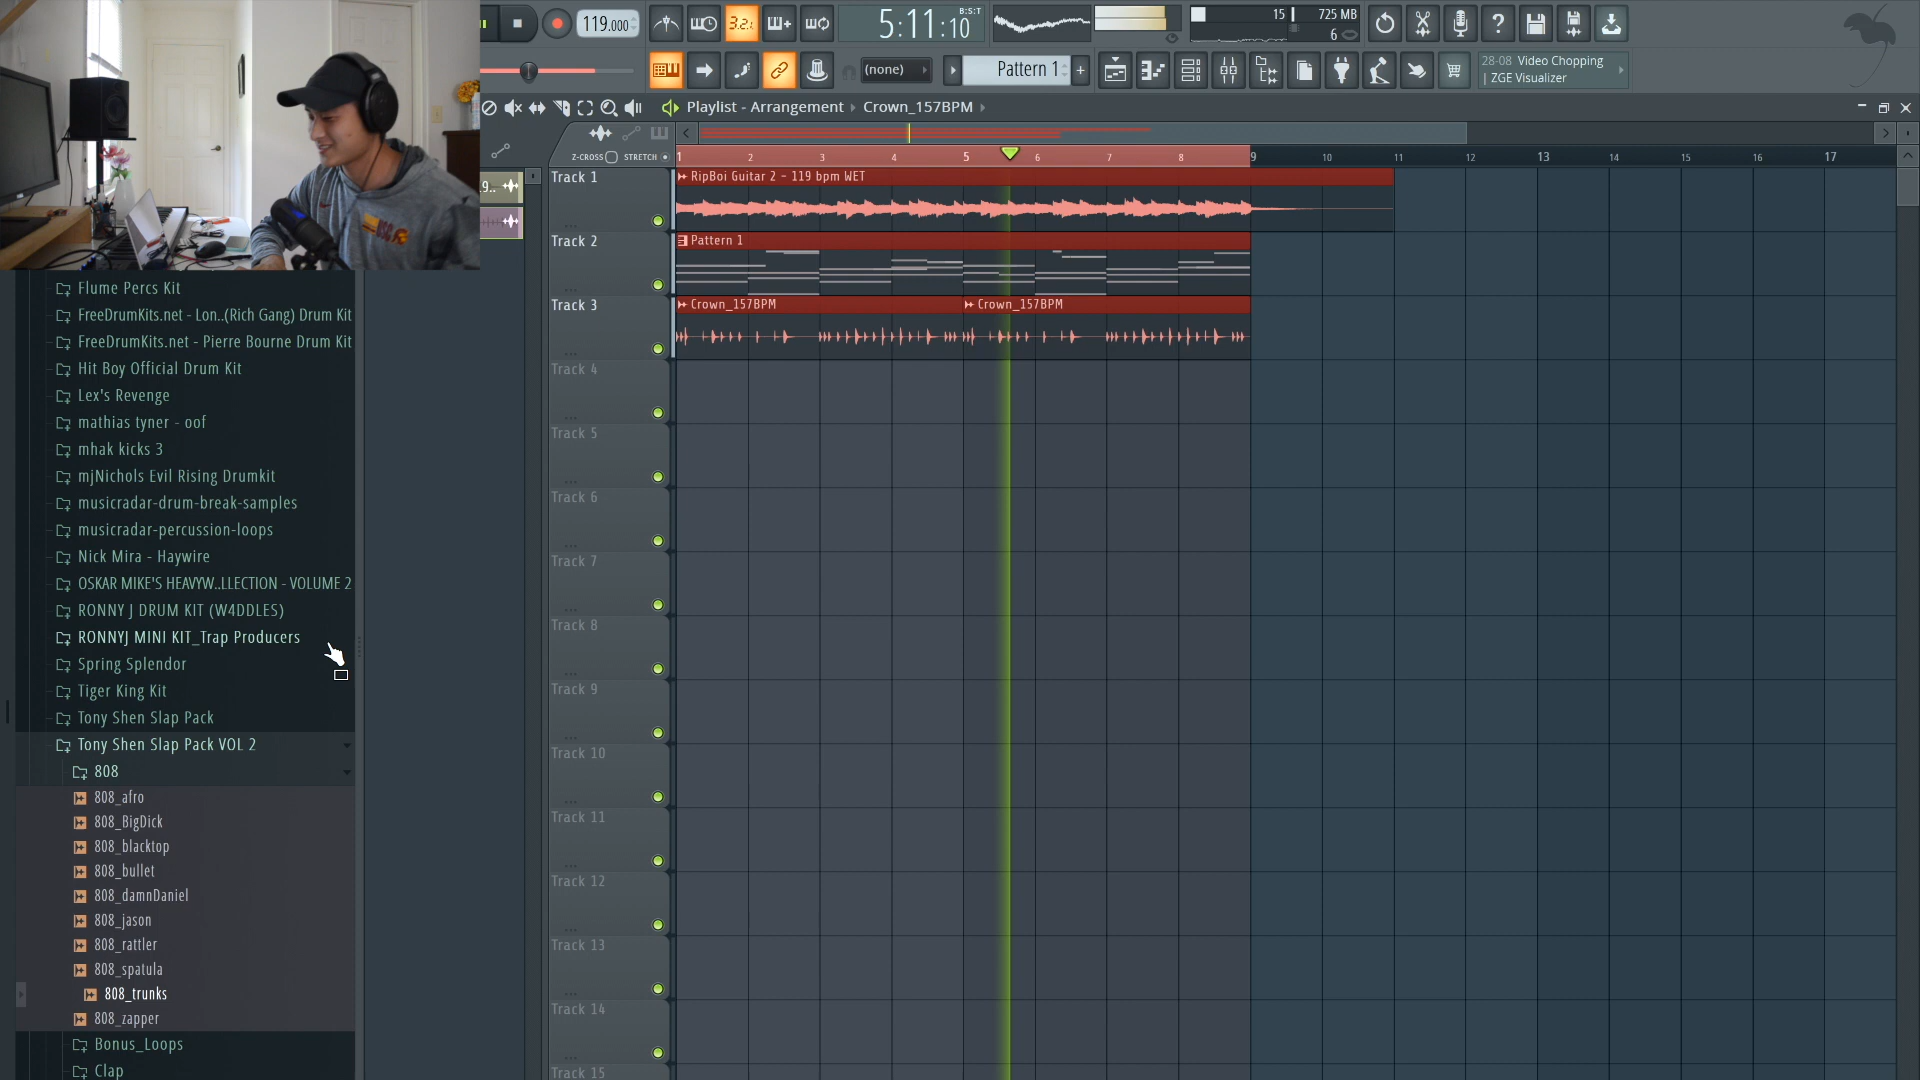 119.000
3.2.
5:11:10
B:S:T
15
725 MB
6
(none)
Pattern 1
28-08 Video Chopping
| ZGE Visualizer
Playlist - Arrangement
Crown_157BPM
Z-CROSS
STRETCH
1 2 3 4 5 6 7 8 9 10 11 12 13 14 15 16 17
9..
Track 1
RipBoi Guitar 2 - 119 bpm WET
Track 2
Pattern 1
Track 3
Crown_157BPM
Crown_157BPM
Track 4
Track 5
Track 6
Track 7
Track 8
Track 9
Track 10
Track 11
Track 12
Track 13
Track 14
Track 15
Flume Percs Kit
FreeDrumKits.net - Lon..(Rich Gang) Drum Kit
FreeDrumKits.net - Pierre Bourne Drum Kit
Hit Boy Official Drum Kit
Lex's Revenge
mathias tyner - oof
mhak kicks 3
mjNichols Evil Rising Drumkit
musicradar-drum-break-samples
musicradar-percussion-loops
Nick Mira - Haywire
OSKAR MIKE'S HEAVYW..LLECTION - VOLUME 2
RONNY J DRUM KIT (W4DDLES)
RONNYJ MINI KIT_Trap Producers
Spring Splendor
Tiger King Kit
Tony Shen Slap Pack
Tony Shen Slap Pack VOL 2
808
808_afro
808_BigDick
808_blacktop
808_bullet
808_damnDaniel
808_jason
808_rattler
808_spatula
808_trunks
808_zapper
Bonus_Loops
Clap